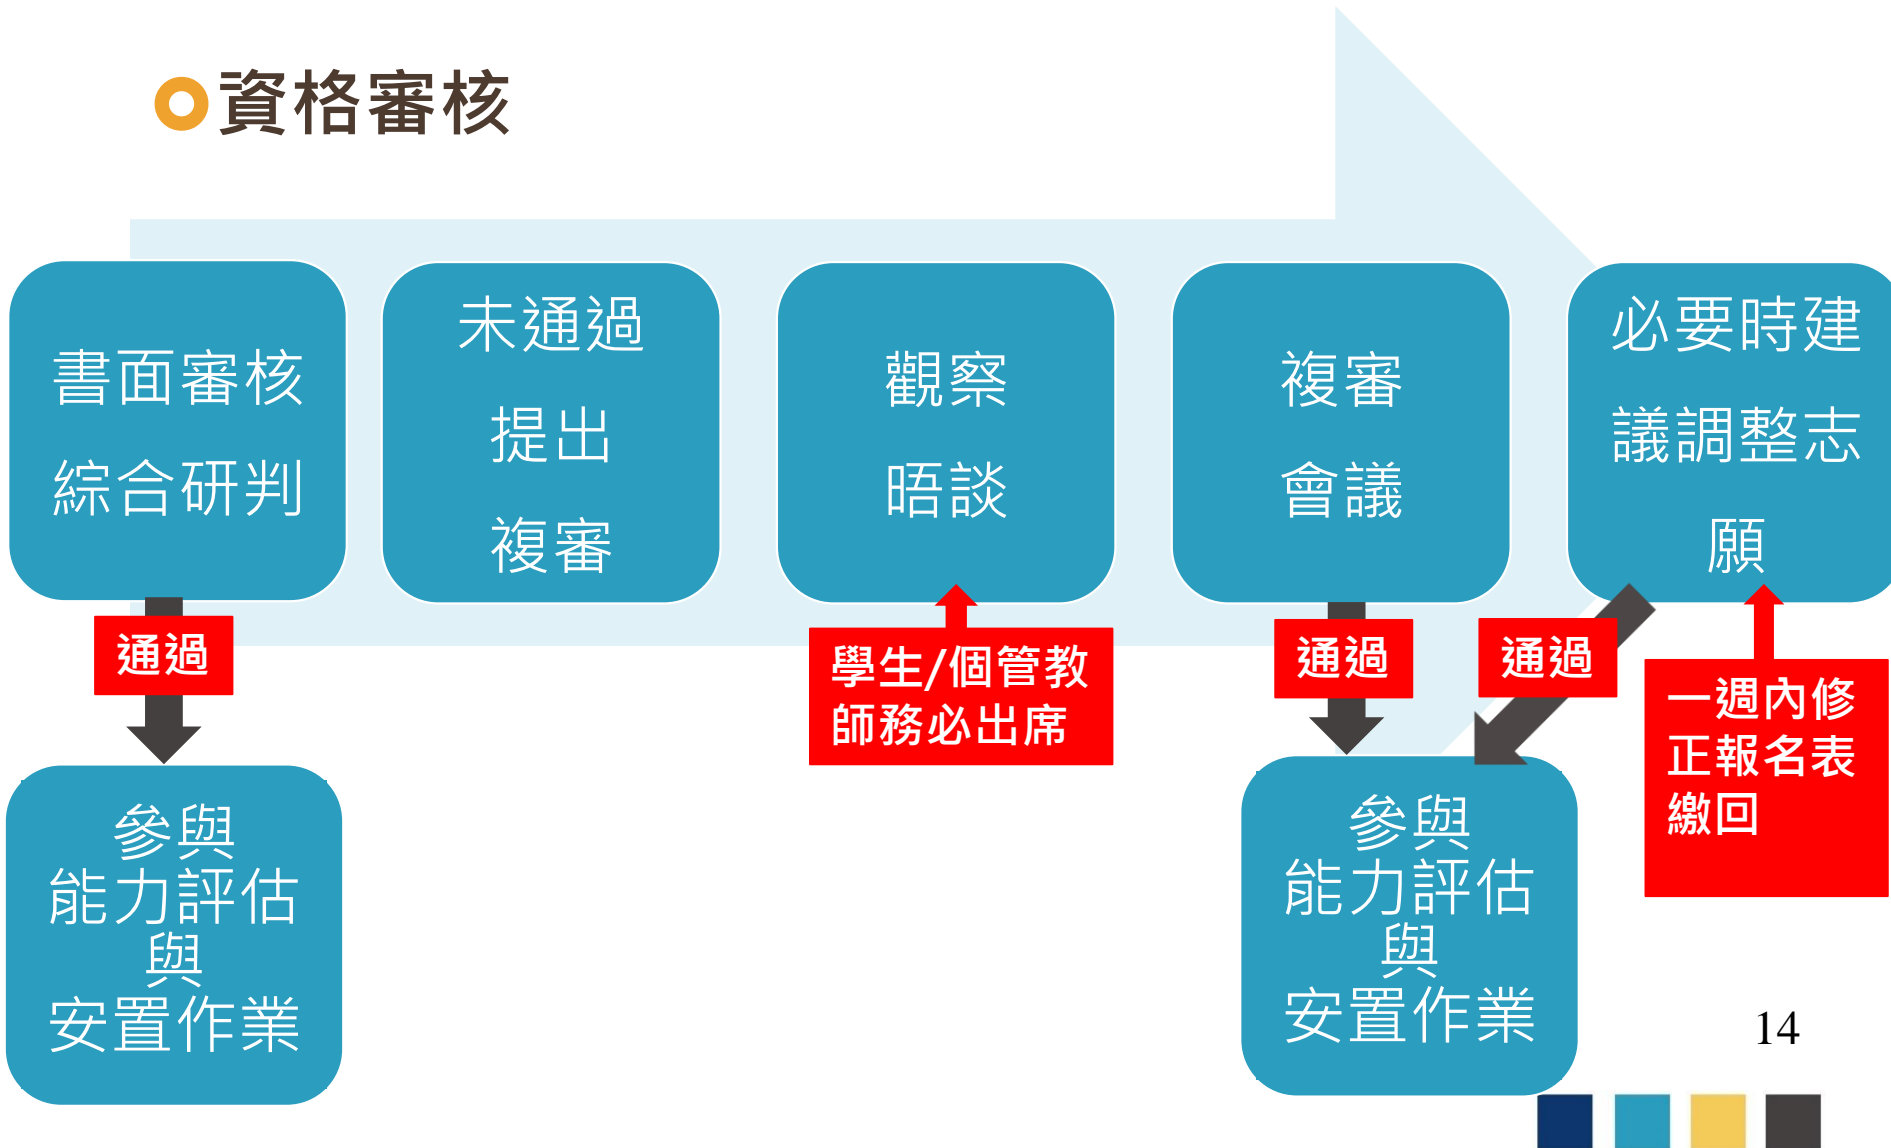 資格審核
書面審核
綜合研判
未通過
提出
複審
觀察
晤談
複審
會議
必要時建
議調整志
願
通過
學生/個管教
師務必出席
通過
通過
一週內修
正報名表
繳回
參與
能力評估
與
安置作業
參與
能力評估
與
安置作業
14